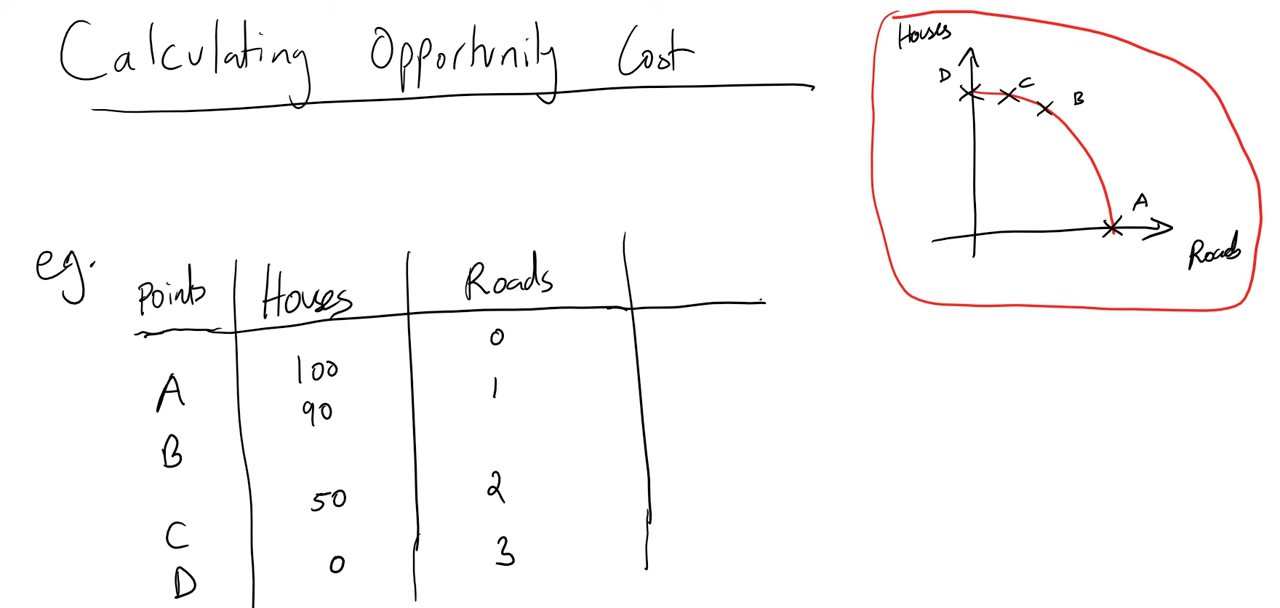 Calculating Opportunity Cost
Houses
D
C
B
A
Roads
eg.
Points Houses Roads
0
A 100 1
90
B
50 2
C
0 3
D